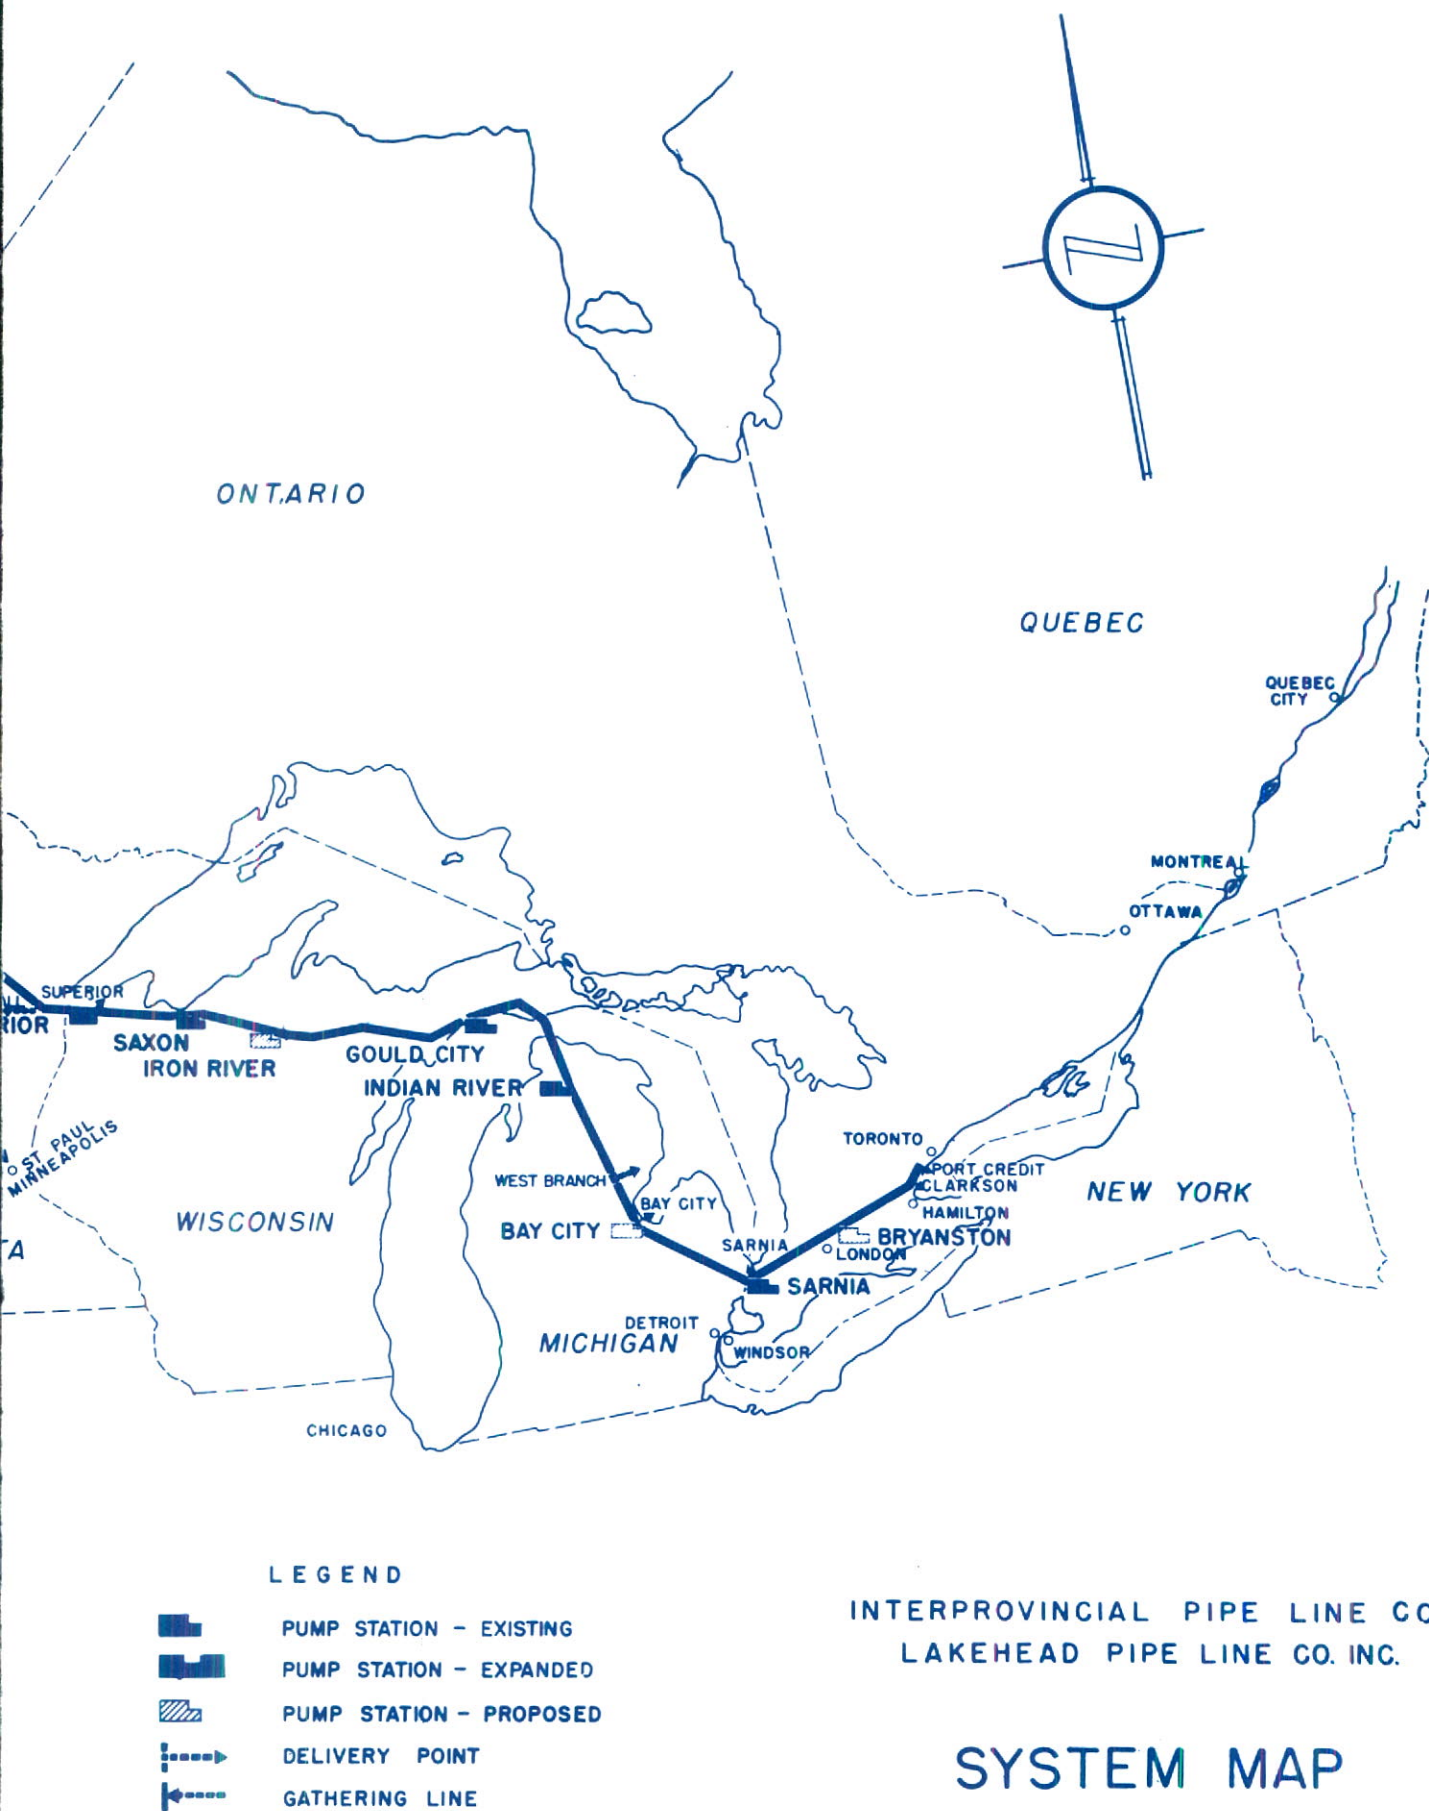 N
ONTARIO
QUEBEC
QUEBEC
CITY
MONTREAL
OTTAWA
SUPERIOR
RIOR
SAXON
IRON RIVER
GOULD CITY
INDIAN RIVER
ST. PAUL
MINNEAPOLIS
TORONTO
PORT CREDIT
CLARKSON
HAMILTON
NEW YORK
WEST BRANCH
BAY CITY
BAY CITY
WISCONSIN
TA
SARNIA
BRYANSTON
LONDON
SARNIA
DETROIT
MICHIGAN
WINDSOR
CHICAGO
LEGEND
PUMP STATION - EXISTING
PUMP STATION - EXPANDED
PUMP STATION - PROPOSED
DELIVERY POINT
GATHERING LINE
INTERPROVINCIAL PIPE LINE CO
LAKEHEAD PIPE LINE CO. INC.
SYSTEM MAP